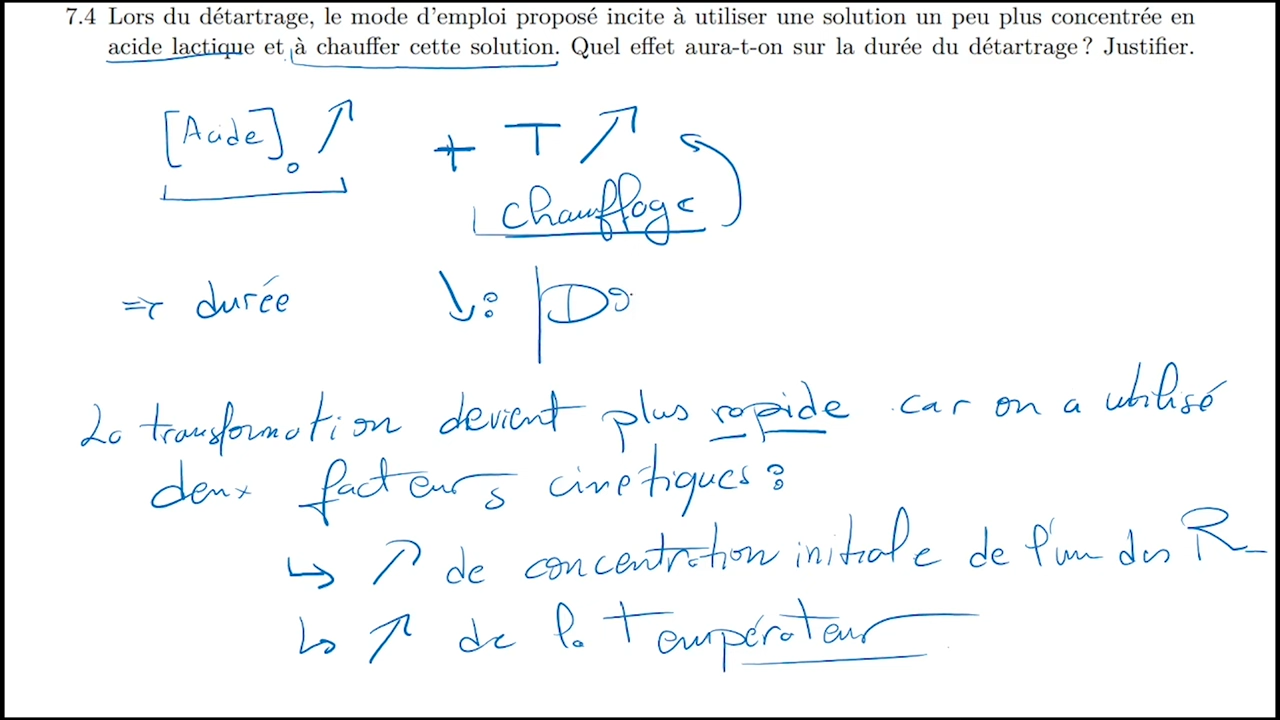 7.4 Lors du détartrage, le mode d'emploi proposé incite à utiliser une solution un peu plus concentrée en
acide lactique et à chauffer cette solution. Quel effet aura-t-on sur la durée du détartrage ? Justifier.
[Acide]₀ ↗ + T ↗
chauffage
⇒ durée ↘ : |D :
La transformation devient plus rapide car on a utilisé
deux facteurs cinétiques :
↳ ↗ de concentration initiale de l'un des R
↳ ↗ de la températeur